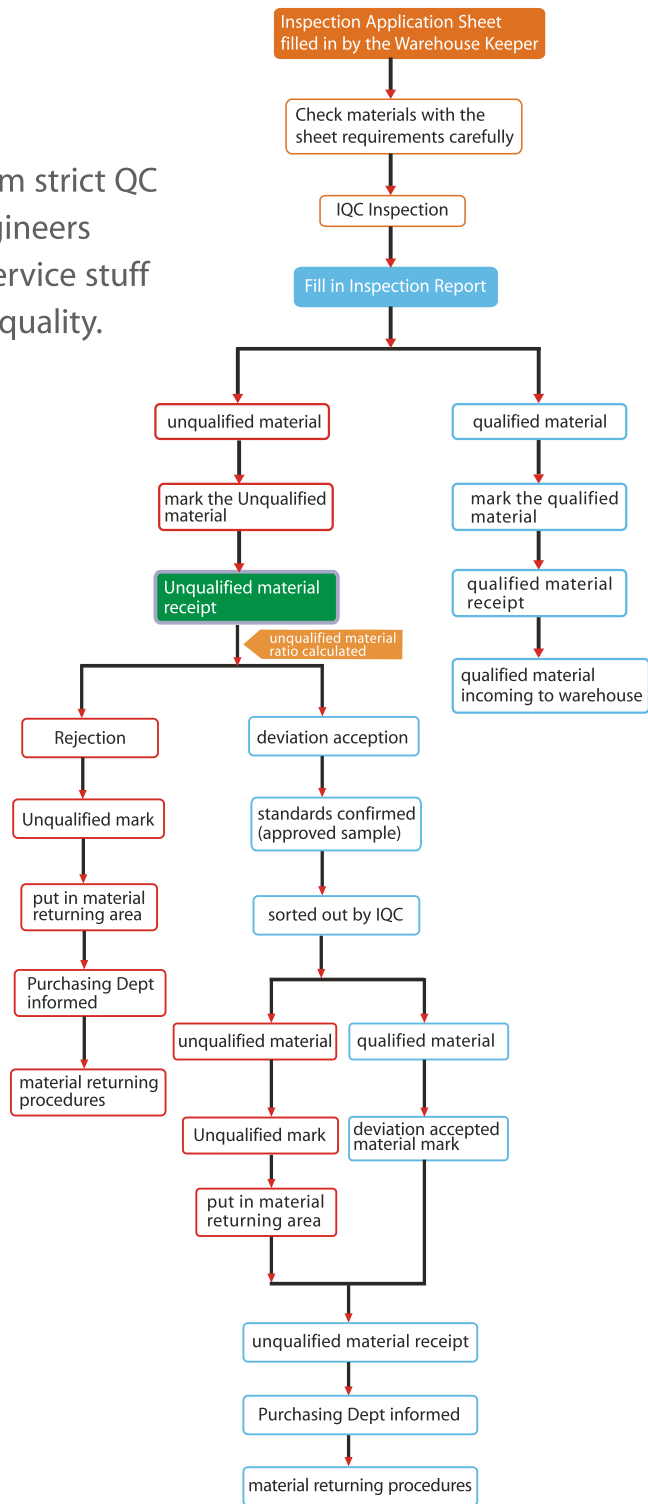 Inspection Application Sheet
filled in by the Warehouse Keeper
Check materials with the
sheet requirements carefully
strict QC
IQC Inspection
stuff
Fill in Inspection Report
quality.
unqualified material
qualified material
mark the Unqualified
material
mark the qualified
material
Unqualified material
receipt
qualified material
receipt
unqualified material
ratio calculated
qualified material
incoming to warehouse
Rejection
deviation acception
Unqualified mark
standards confirmed
(approved sample)
put in material
returning area
sorted out by IQC
Purchasing Dept
informed
unqualified material
qualified material
material returning
procedures
Unqualified mark
deviation accepted
material mark
put in material
returning area
unqualified material receipt
Purchasing Dept informed
material returning procedures